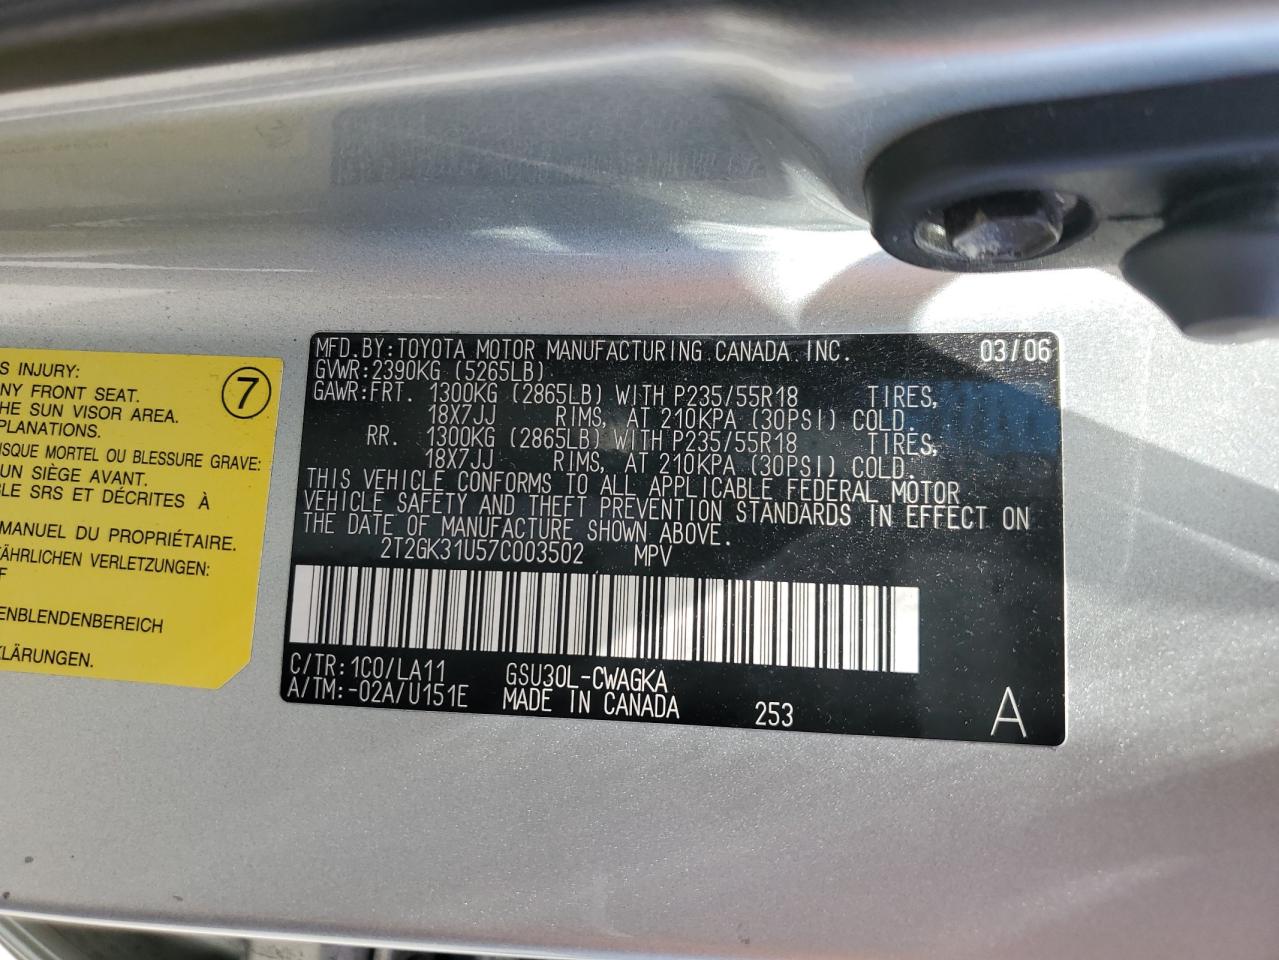 S INJURY:
NY FRONT SEAT.
HE SUN VISOR AREA.
PLANATIONS.
ISQUE MORTEL OU BLESSURE GRAVE:
UN SIÈGE AVANT.
BLE SRS ET DÉCRITES À
MANUEL DU PROPRIÉTAIRE.
FÄHRLICHEN VERLETZUNGEN:
F
ENBLENDENBEREICH
KLÄRUNGEN.
7
MFD.BY:TOYOTA MOTOR MANUFACTURING CANADA INC. 03/06
GVWR:2390KG (5265LB)
GAWR:FRT. 1300KG (2865LB) WITH P235/55R18 TIRES,
18X7JJ RIMS, AT 210KPA (30PSI) COLD.
RR. 1300KG (2865LB) WITH P235/55R18 TIRES,
18X7JJ RIMS, AT 210KPA (30PSI) COLD.
THIS VEHICLE CONFORMS TO ALL APPLICABLE FEDERAL MOTOR
VEHICLE SAFETY AND THEFT PREVENTION STANDARDS IN EFFECT ON
THE DATE OF MANUFACTURE SHOWN ABOVE.
2T2GK31U57C003502 MPV
C/TR:1C0/LA11 GSU30L-CWAGKA
A/TM:-02A/U151E MADE IN CANADA 253 A